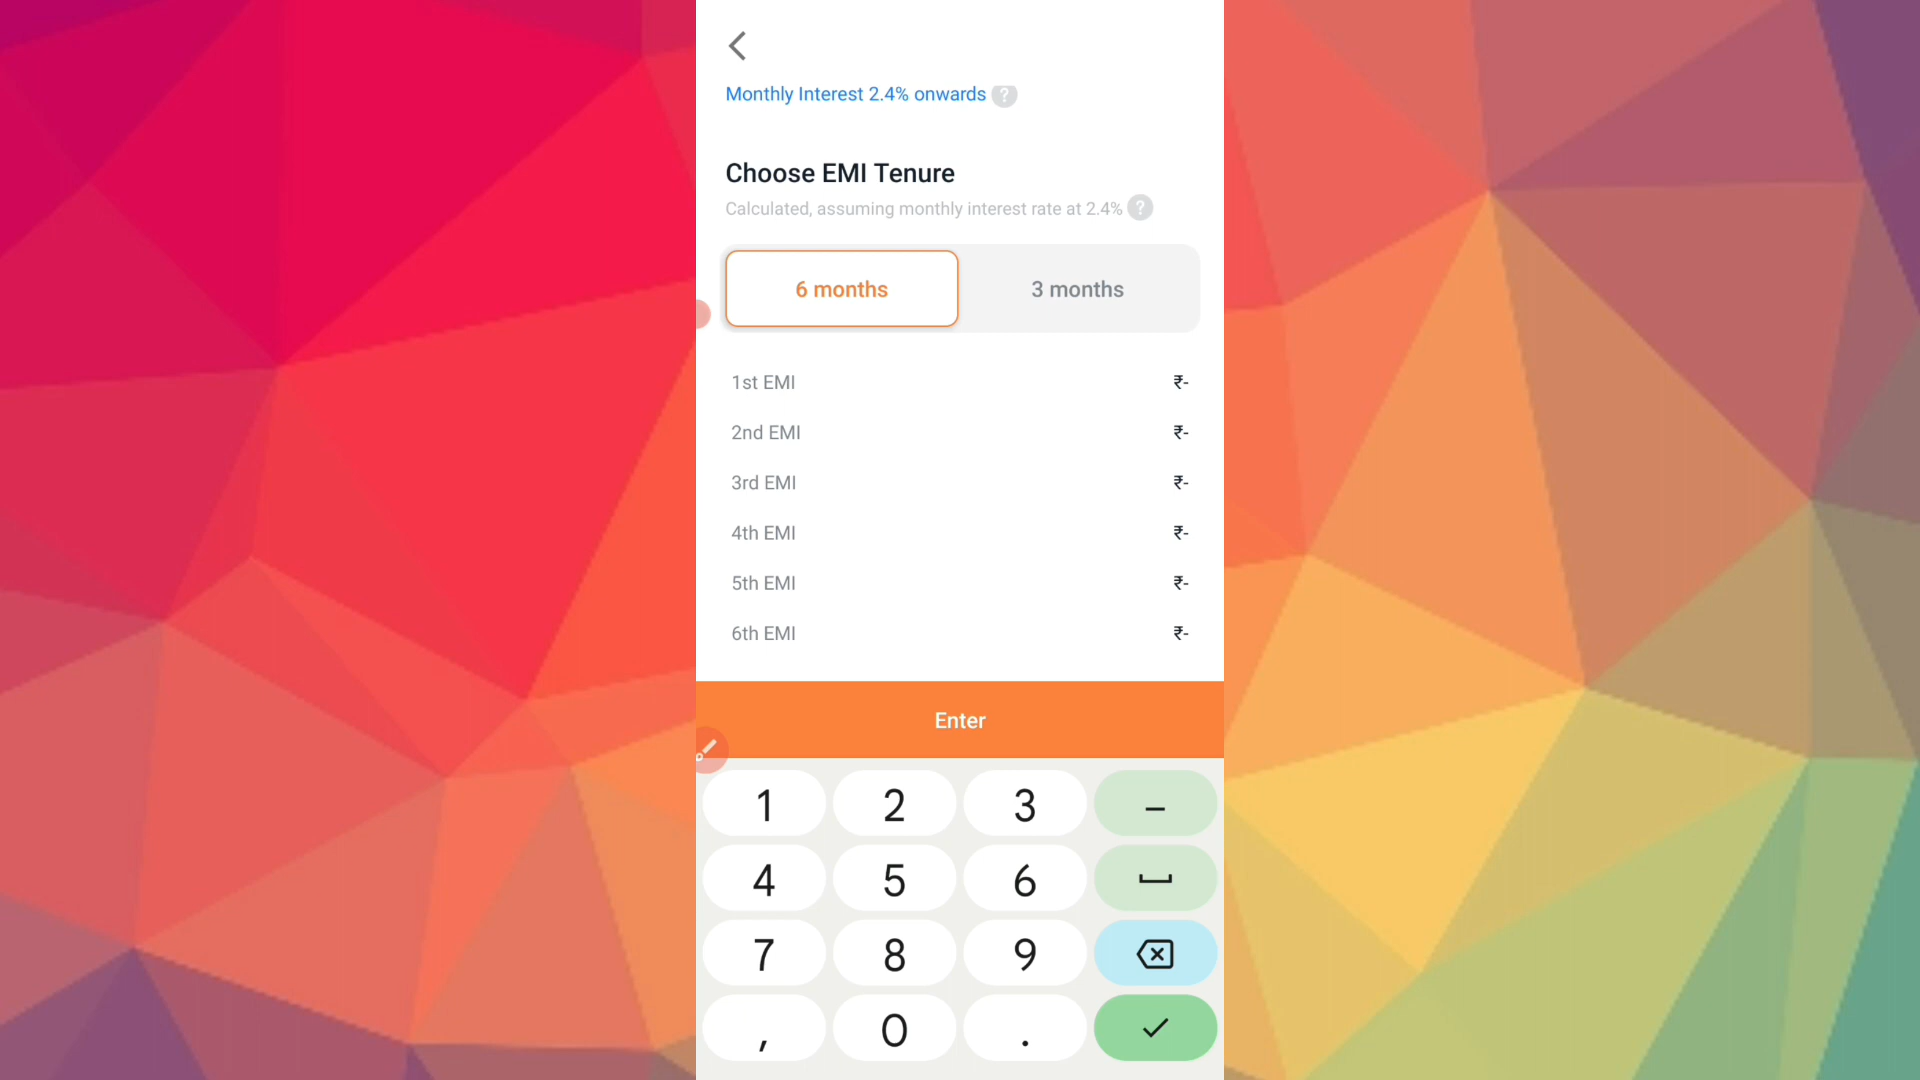 Monthly Interest 2.4% onwards ?
Choose EMI Tenure
Calculated, assuming monthly interest rate at 2.4% ?
6 months 3 months
1st EMI ₹-
2nd EMI ₹-
3rd EMI ₹-
4th EMI ₹-
5th EMI ₹-
6th EMI ₹-
Enter
1 2 3 –
4 5 6
7 8 9
, 0 .